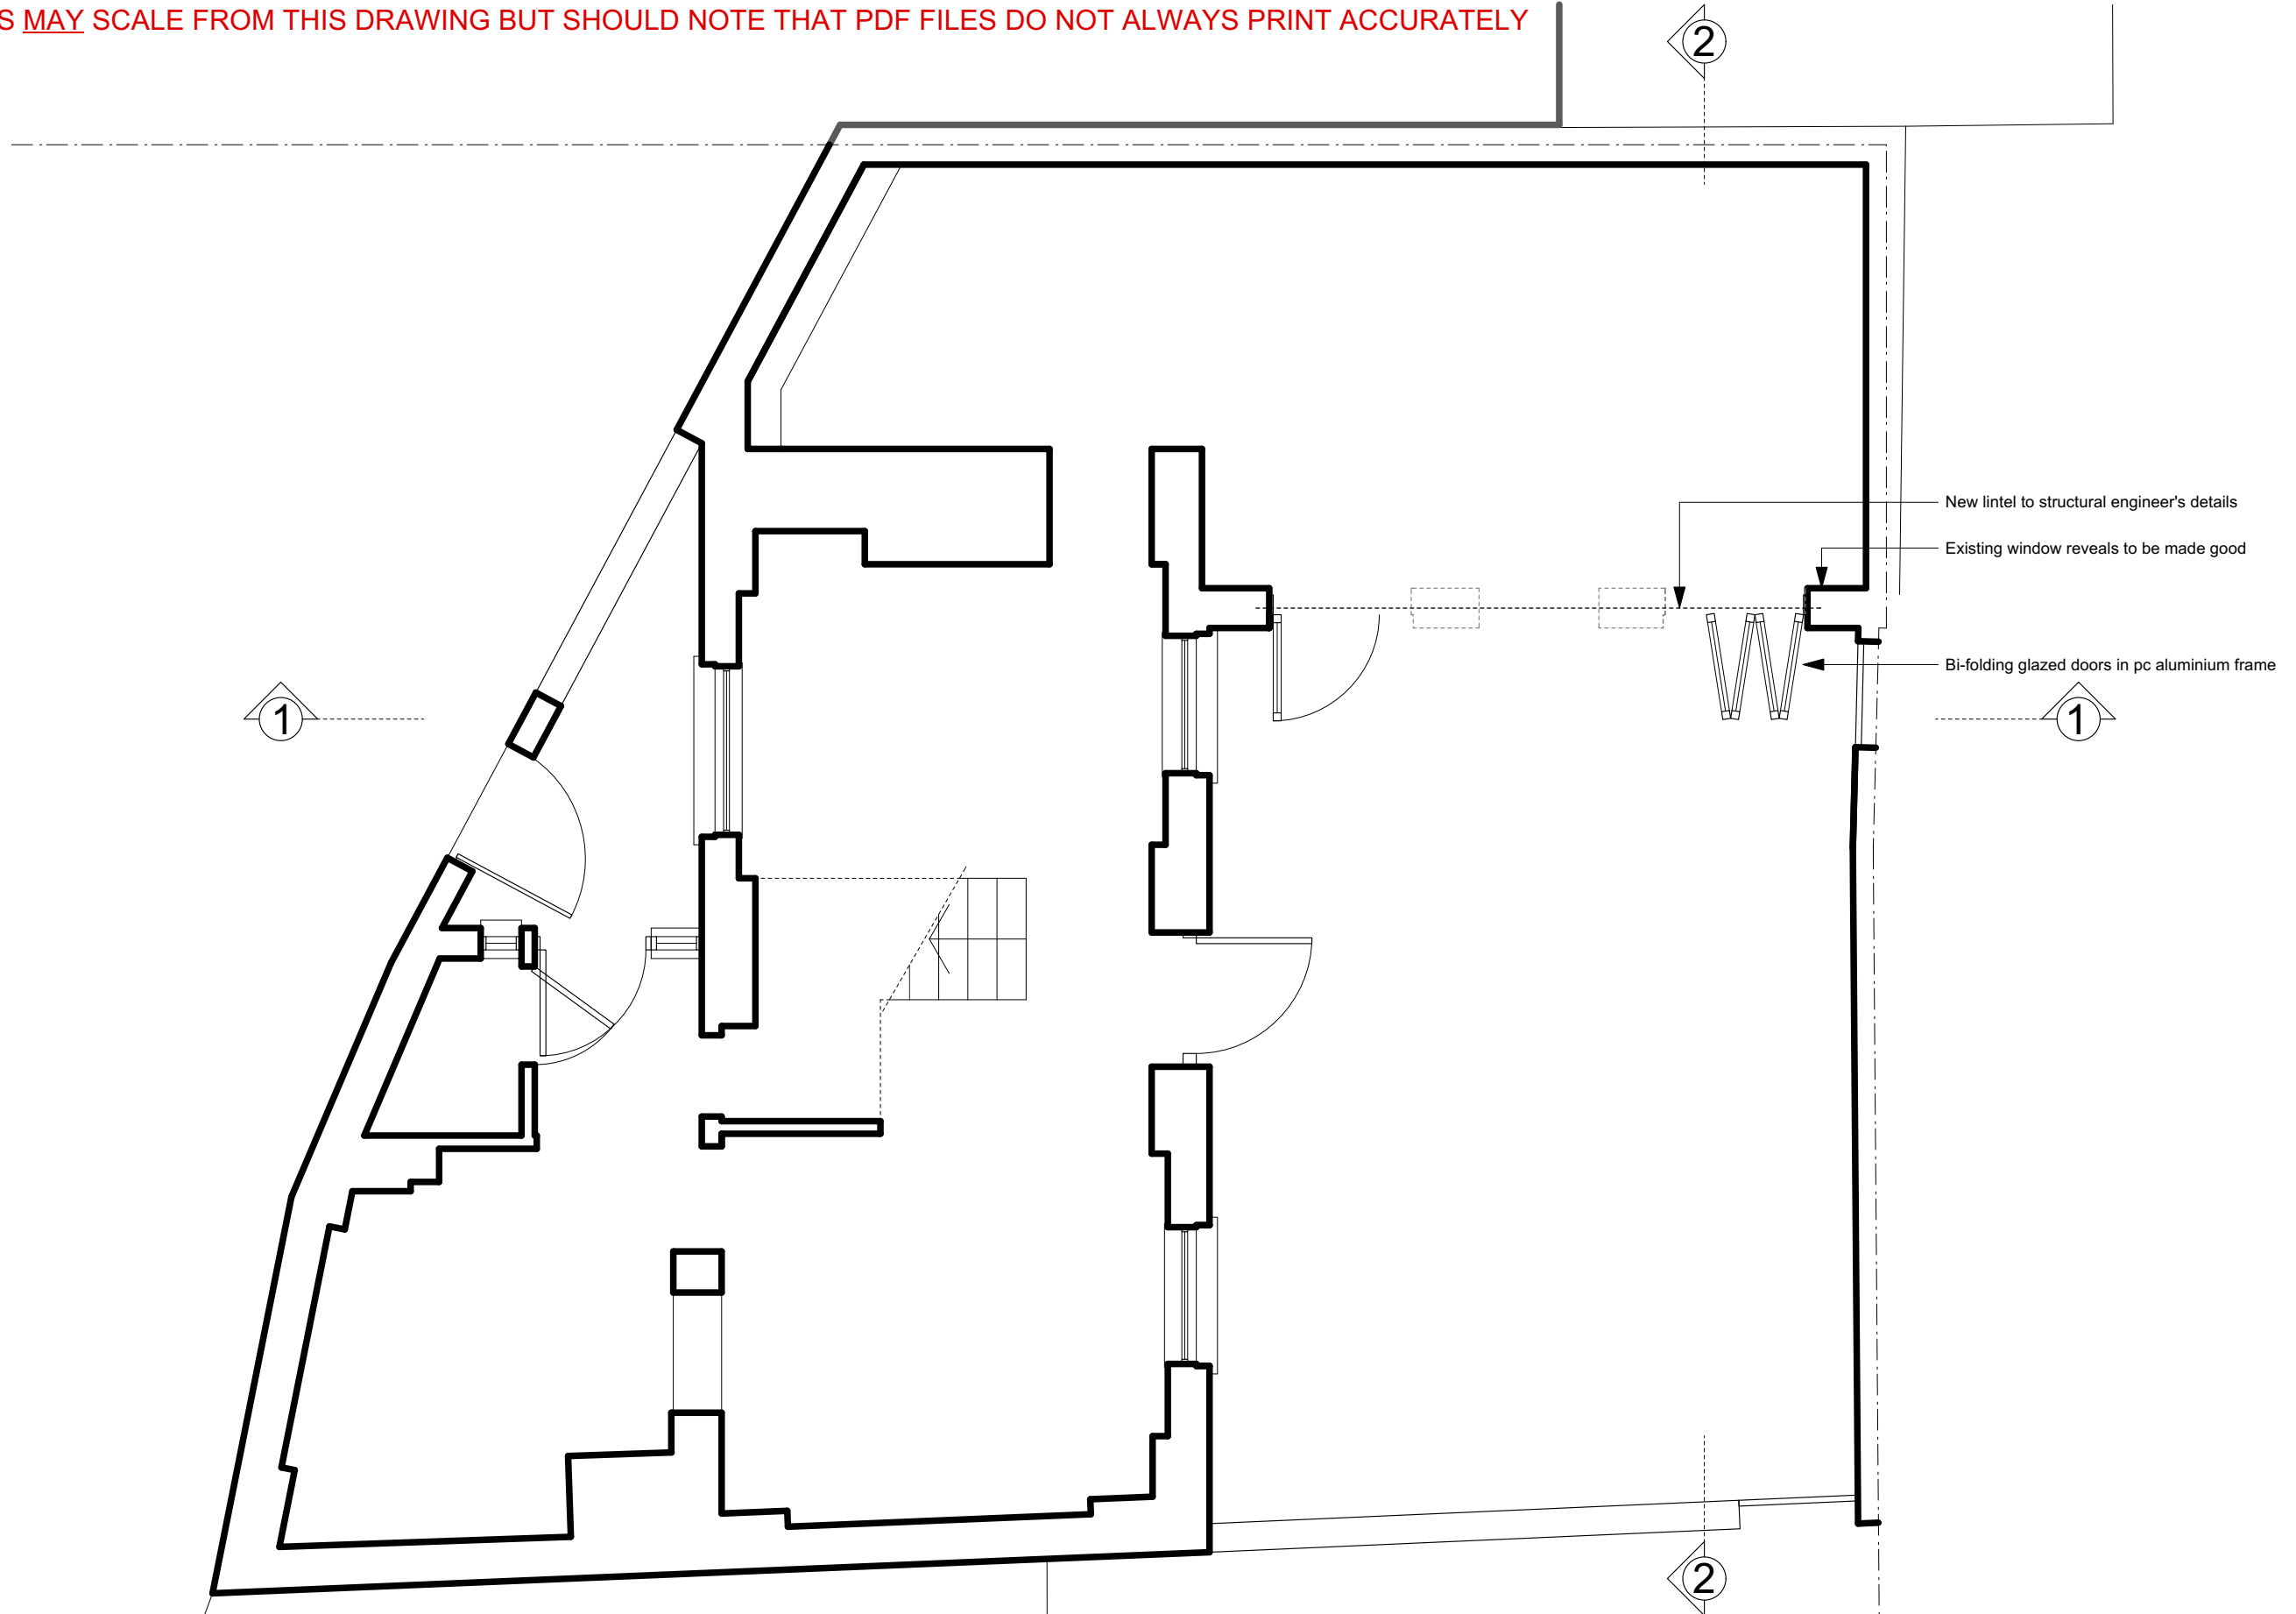 S MAY SCALE FROM THIS DRAWING BUT SHOULD NOTE THAT PDF FILES DO NOT ALWAYS PRINT ACCURATELY
2
New lintel to structural engineer's details
Existing window reveals to be made good
Bi-folding glazed doors in pc aluminium frame
1
1
2